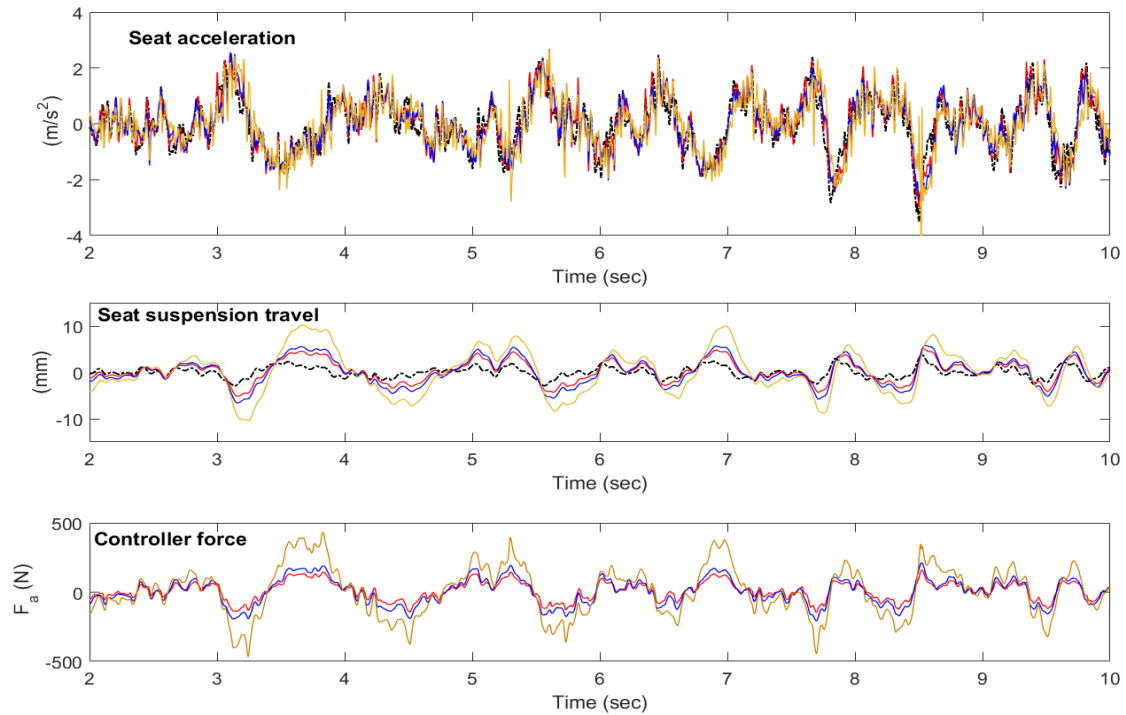 4
Seat acceleration
2
0
-2
-4
(m/s²)
2 3 4 5 6 7 8 9 10
Time (sec)
Seat suspension travel
10
0
-10
(mm)
2 3 4 5 6 7 8 9 10
Time (sec)
500
Controller force
0
-500
F_a (N)
2 3 4 5 6 7 8 9 10
Time (sec)